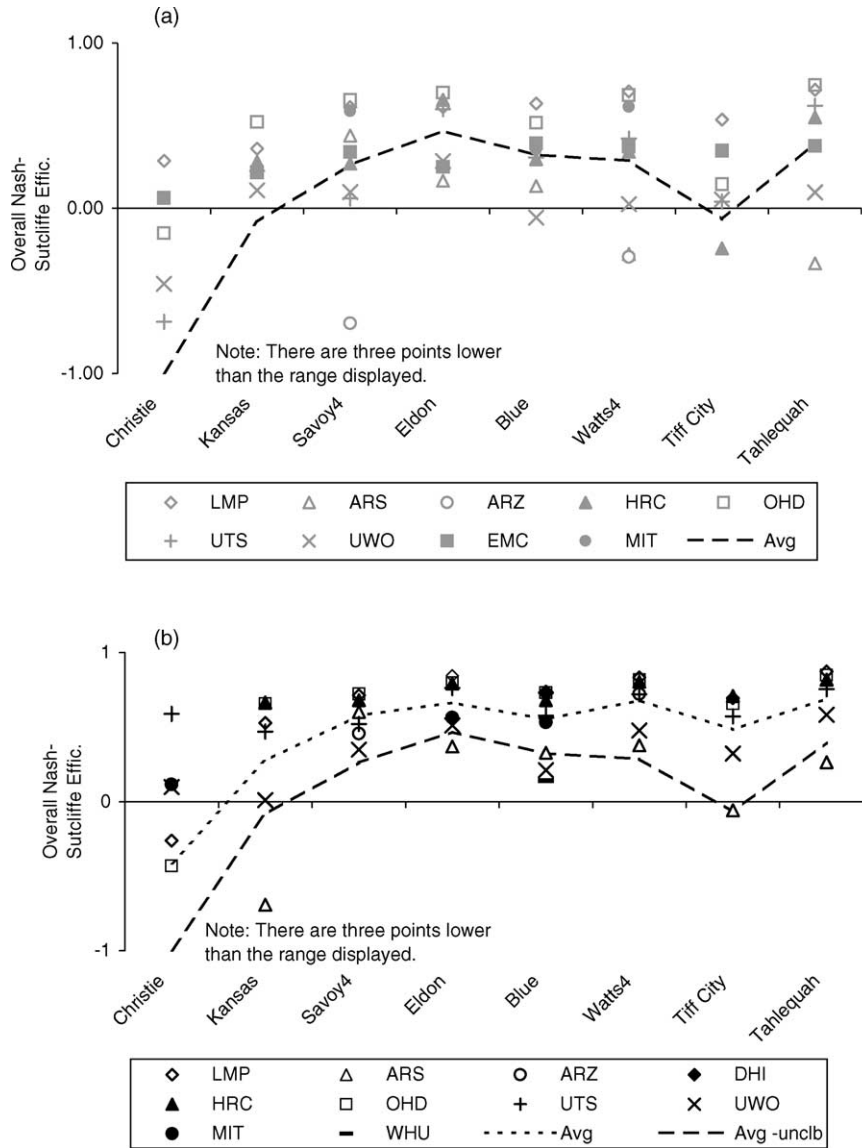 (a)
Overall Nash-
Sutcliffe Effic.
1.00
0.00
-1.00
Note: There are three points lower
than the range displayed.
Christie
Kansas
Savoy4
Eldon
Blue
Watts4
Tiff City
Tahlequah
LMP ARS ARZ HRC OHD
UTS UWO EMC MIT Avg
(b)
Overall Nash-
Sutcliffe Effic.
1
0
-1
Note: There are three points lower
than the range displayed.
Christie
Kansas
Savoy4
Eldon
Blue
Watts4
Tiff City
Tahlequah
LMP ARS ARZ DHI
HRC OHD UTS UWO
MIT WHU Avg Avg -unclb